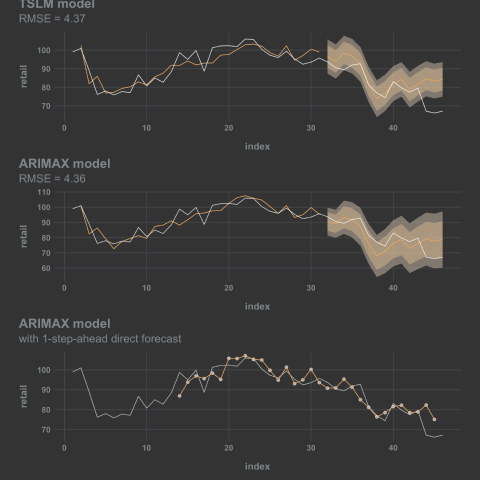 TSLM model
RMSE = 4.37
100
90
80
70
retail
0 10 20 30 40
index
ARIMAX model
RMSE = 4.36
110
100
90
80
70
60
retail
0 10 20 30 40
index
ARIMAX model
with 1-step-ahead direct forecast
100
90
80
70
retail
0 10 20 30 40
index